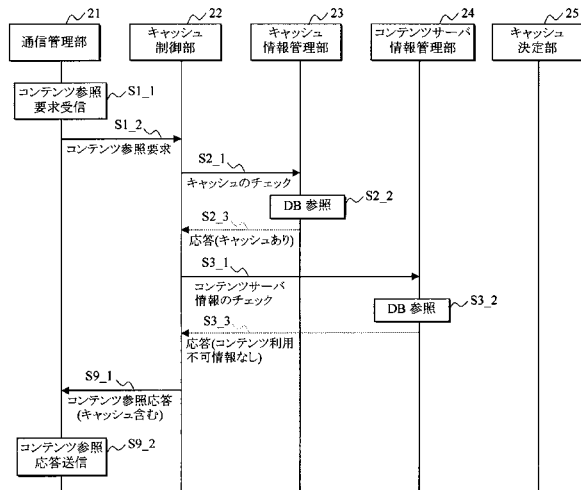 21
22
23
24
25
通信管理部
キャッシュ
制御部
キャッシュ
情報管理部
コンテンツサーバ
情報管理部
キャッシュ
決定部
コンテンツ参照
要求受信
S1_1
S1_2
コンテンツ参照要求
S2_1
キャッシュのチェック
DB 参照
S2_2
S2_3
応答(キャッシュあり)
S3_1
コンテンツサーバ
情報のチェック
DB 参照
S3_2
S3_3
応答(コンテンツ利用
不可情報なし)
S9_1
コンテンツ参照応答
(キャッシュ含む)
コンテンツ参照
応答送信
S9_2